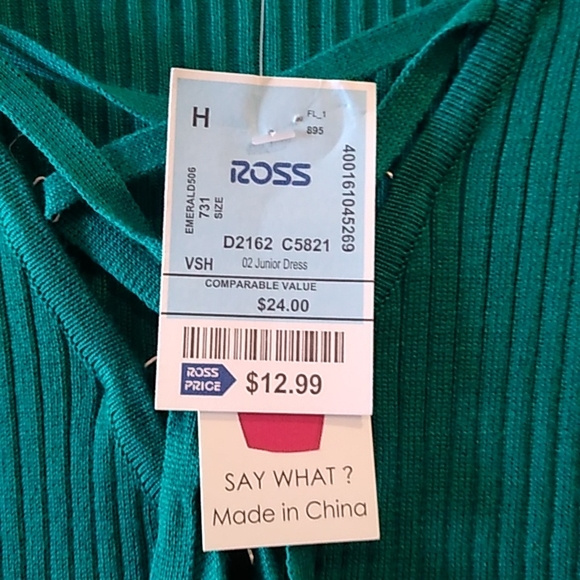 H
FL_1
895
ROSS
EMERALD506
731
SIZE
400161045269
D2162 C5821
VSH 02 Junior Dress
COMPARABLE VALUE
$24.00
ROSS
PRICE
$12.99
SAY WHAT ?
Made in China